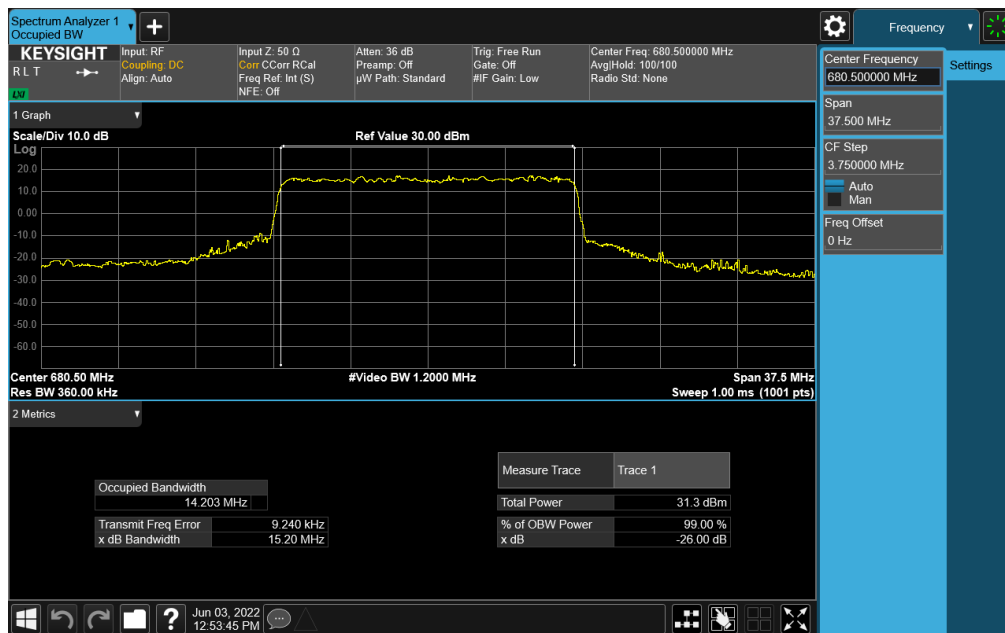 Spectrum Analyzer 1
Occupied BW
Frequency
KEYSIGHT
R L T
LXI
Input: RF
Coupling: DC
Align: Auto
Input Z: 50 Ω
Corr CCorr RCal
Freq Ref: Int (S)
NFE: Off
Atten: 36 dB
Preamp: Off
µW Path: Standard
Trig: Free Run
Gate: Off
#IF Gain: Low
Center Freq: 680.500000 MHz
Avg|Hold: 100/100
Radio Std: None
Center Frequency
680.500000 MHz
Settings
Span
37.500 MHz
CF Step
3.750000 MHz
Auto
Man
Freq Offset
0 Hz
1 Graph
Scale/Div 10.0 dB
Ref Value 30.00 dBm
Log
20.0
10.0
0.00
-10.0
-20.0
-30.0
-40.0
-50.0
-60.0
Center 680.50 MHz
#Video BW 1.2000 MHz
Span 37.5 MHz
Res BW 360.00 kHz
Sweep 1.00 ms (1001 pts)
2 Metrics
Occupied Bandwidth
14.203 MHz
Transmit Freq Error 9.240 kHz
x dB Bandwidth 15.20 MHz
Measure Trace Trace 1
Total Power 31.3 dBm
% of OBW Power 99.00 %
x dB -26.00 dB
Jun 03, 2022
12:53:45 PM